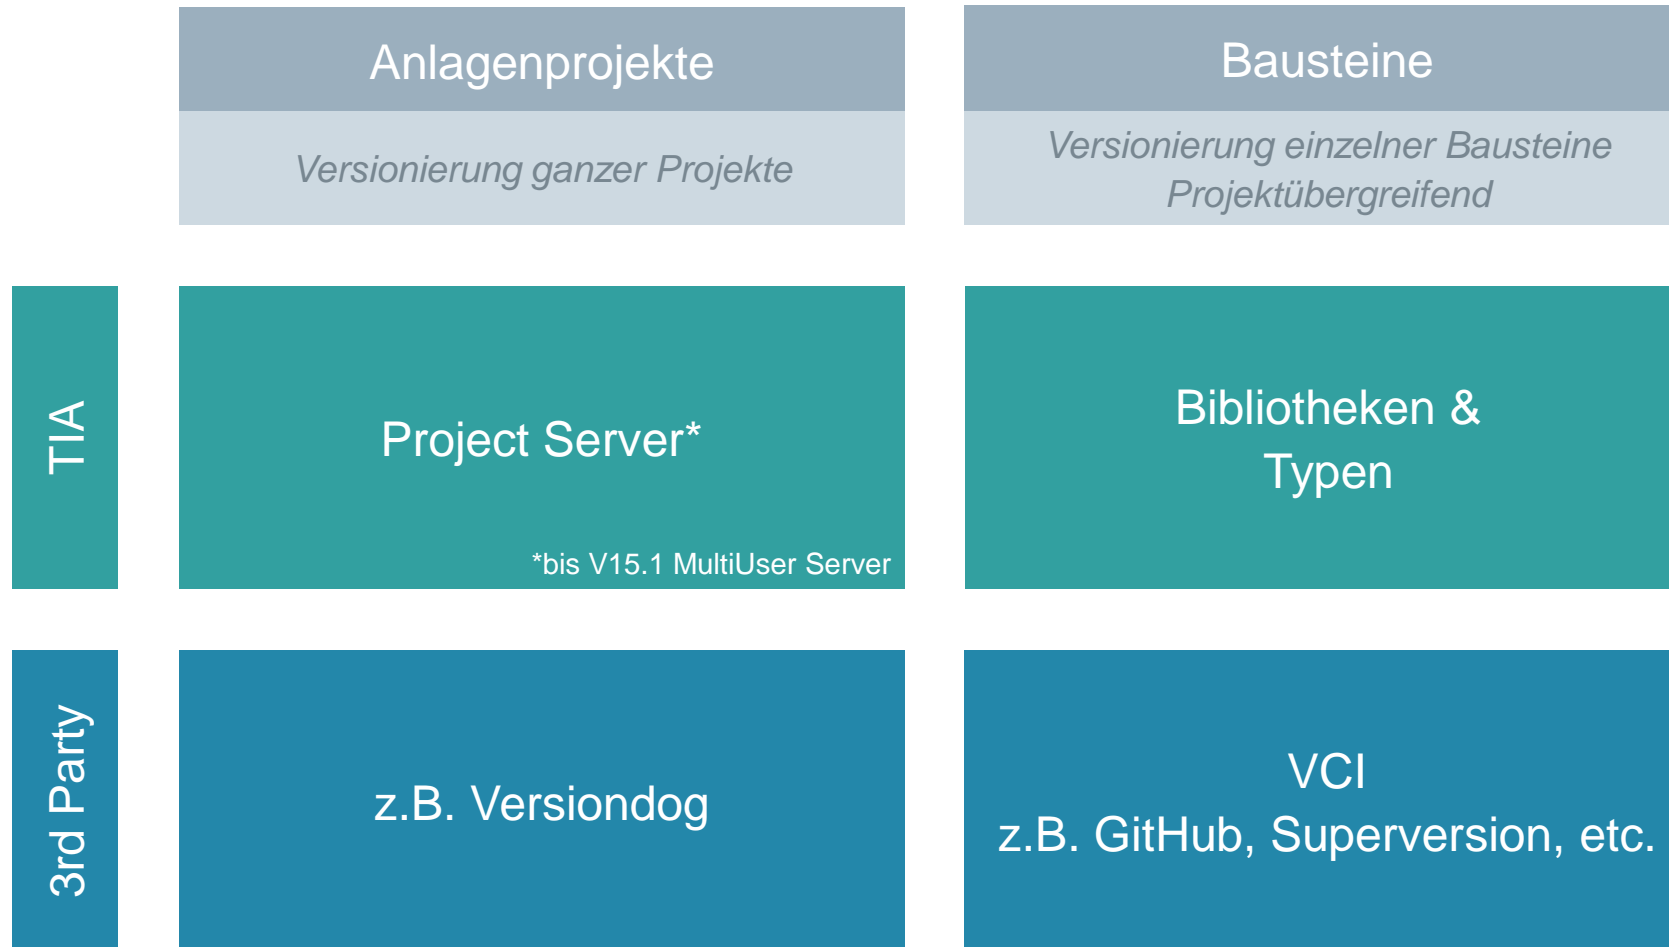 Anlagenprojekte
Versionierung ganzer Projekte
Bausteine
Versionierung einzelner Bausteine
Projektübergreifend
TIA
Project Server*
*bis V15.1 MultiUser Server
Bibliotheken &
Typen
3rd Party
z.B. Versiondog
VCI
z.B. GitHub, Superversion, etc.